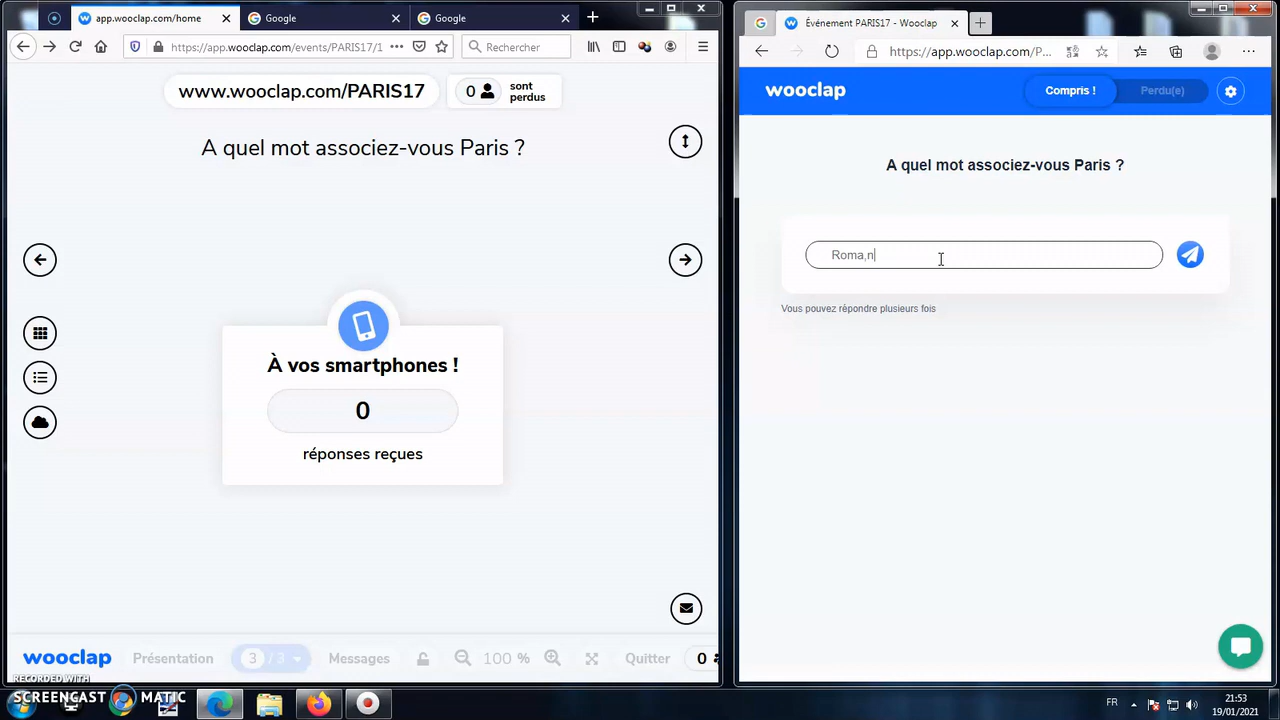 app.wooclap.com/home
Google
Google
https://app.wooclap.com/events/PARIS17/1
Rechercher
www.wooclap.com/PARIS17
0
sont
perdus
A quel mot associez-vous Paris ?
À vos smartphones !
0
réponses reçues
wooclap
Présentation
3 / 3
Messages
100 %
Quitter
0
Événement PARIS17 - Wooclap
https://app.wooclap.com/P...
wooclap
Compris !
Perdu(e)
A quel mot associez-vous Paris ?
Roma,n
Vous pouvez répondre plusieurs fois
RECORDED WITH
SCREENCAST
MATIC
FR
21:53
19/01/2021